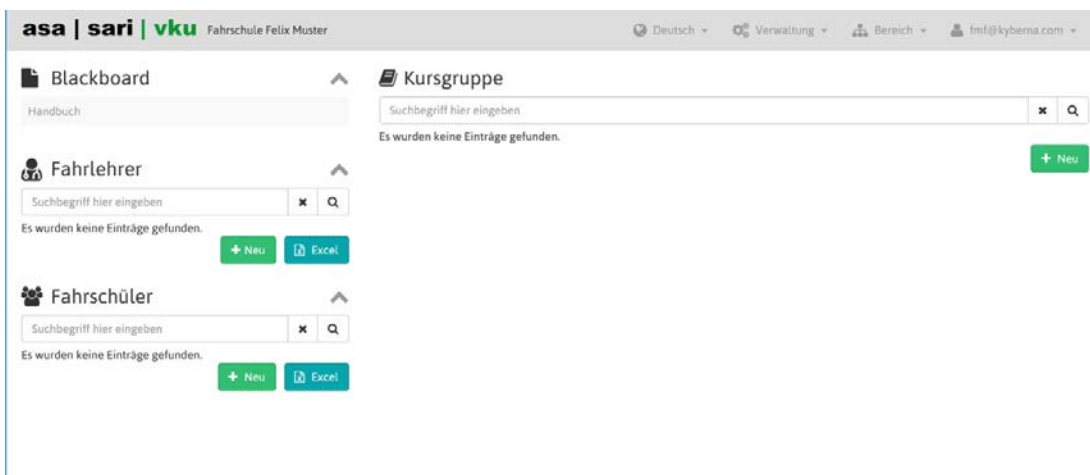 asa | sari | vku Fahrschule Felix Muster Deutsch Verwaltung Bereich fmf@kyberna.com
Blackboard
Handbuch
Fahrlehrer
Suchbegriff hier eingeben
Es wurden keine Einträge gefunden.
+ Neu Excel
Fahrschüler
Suchbegriff hier eingeben
Es wurden keine Einträge gefunden.
+ Neu Excel
Kursgruppe
Suchbegriff hier eingeben
Es wurden keine Einträge gefunden.
+ Neu